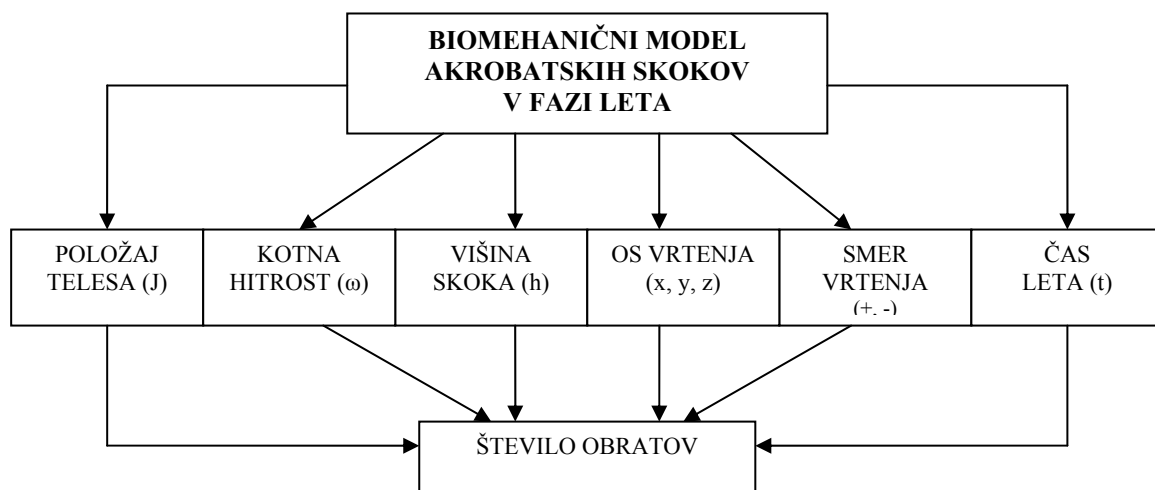 BIOMEHANIČNI MODEL
AKROBATSKIH SKOKOV
V FAZI LETA
POLOŽAJ
TELESA (J)
KOTNA
HITROST (ω)
VIŠINA
SKOKA (h)
OS VRTENJA
(x, y, z)
SMER
VRTENJA
(+, -)
ČAS
LETA (t)
ŠTEVILO OBRATOV